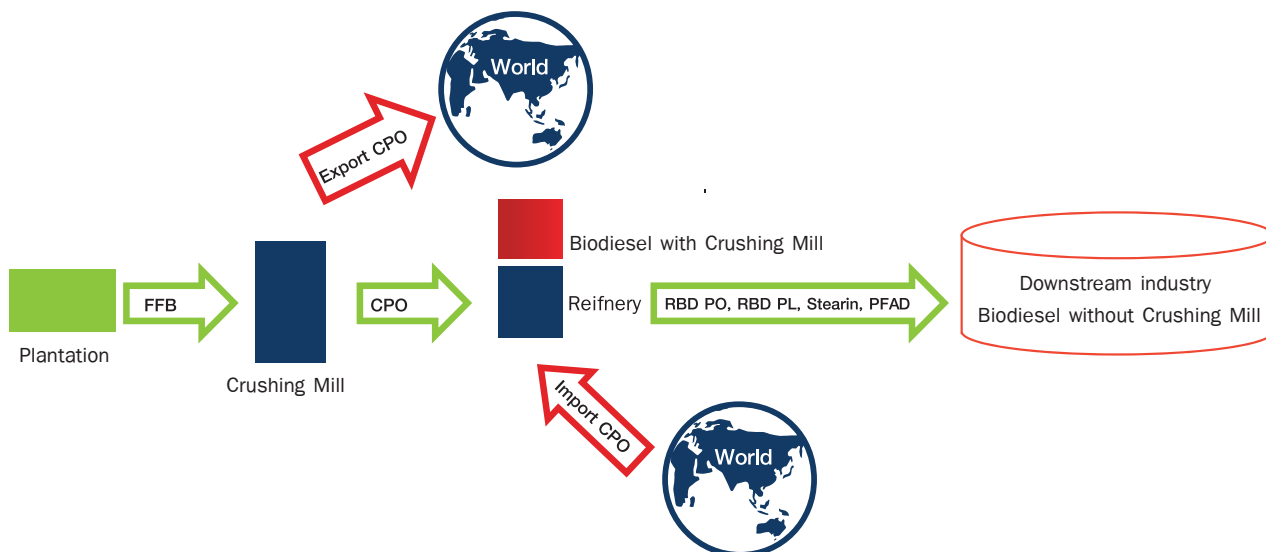 World
Export CPO
Biodiesel with Crushing Mill
FFB
CPO
Reifnery
RBD PO, RBD PL, Stearin, PFAD
Downstream industry
Biodiesel without Crushing Mill
Plantation
Crushing Mill
Import CPO
World